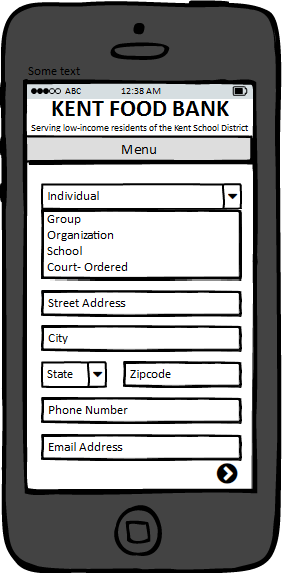 Some text
ABC 12:38 AM
KENT FOOD BANK
Serving low-income residents of the Kent School District
Menu
Individual
Group
Organization
School
Court- Ordered
Street Address
City
State Zipcode
Phone Number
Email Address